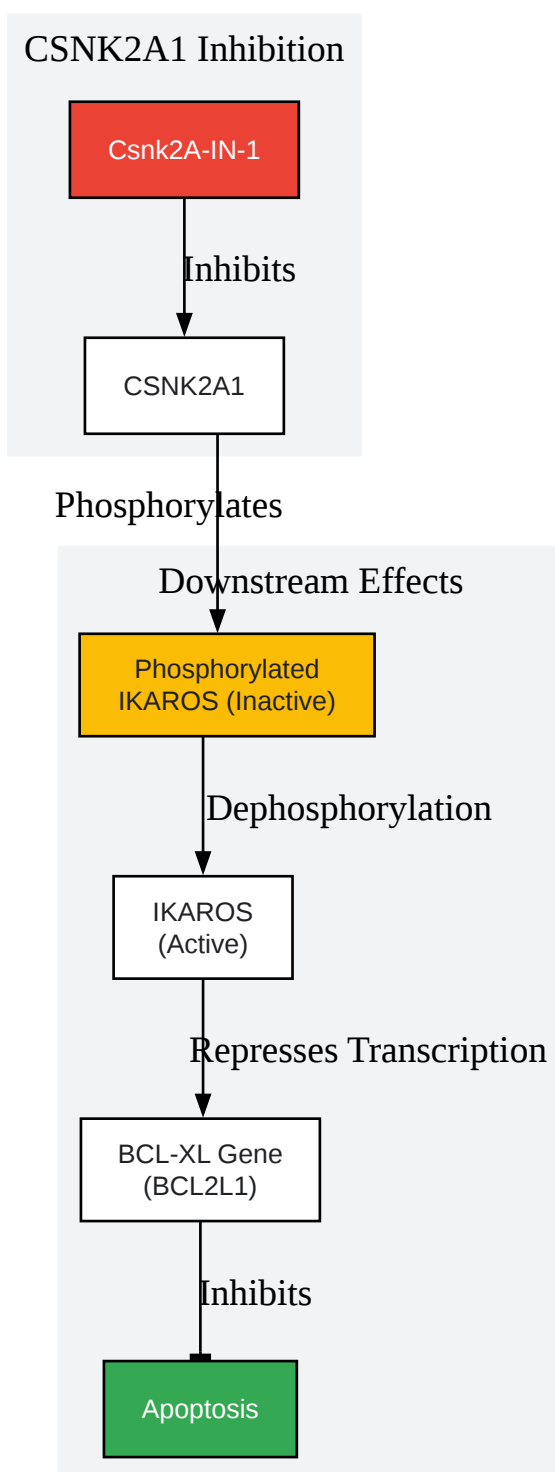 CSNK2A1 Inhibition
Csnk2A-IN-1
Inhibits
CSNK2A1
Phosphorylates
Downstream Effects
Phosphorylated
IKAROS (Inactive)
Dephosphorylation
IKAROS
(Active)
Represses Transcription
BCL-XL Gene
(BCL2L1)
Inhibits
Apoptosis